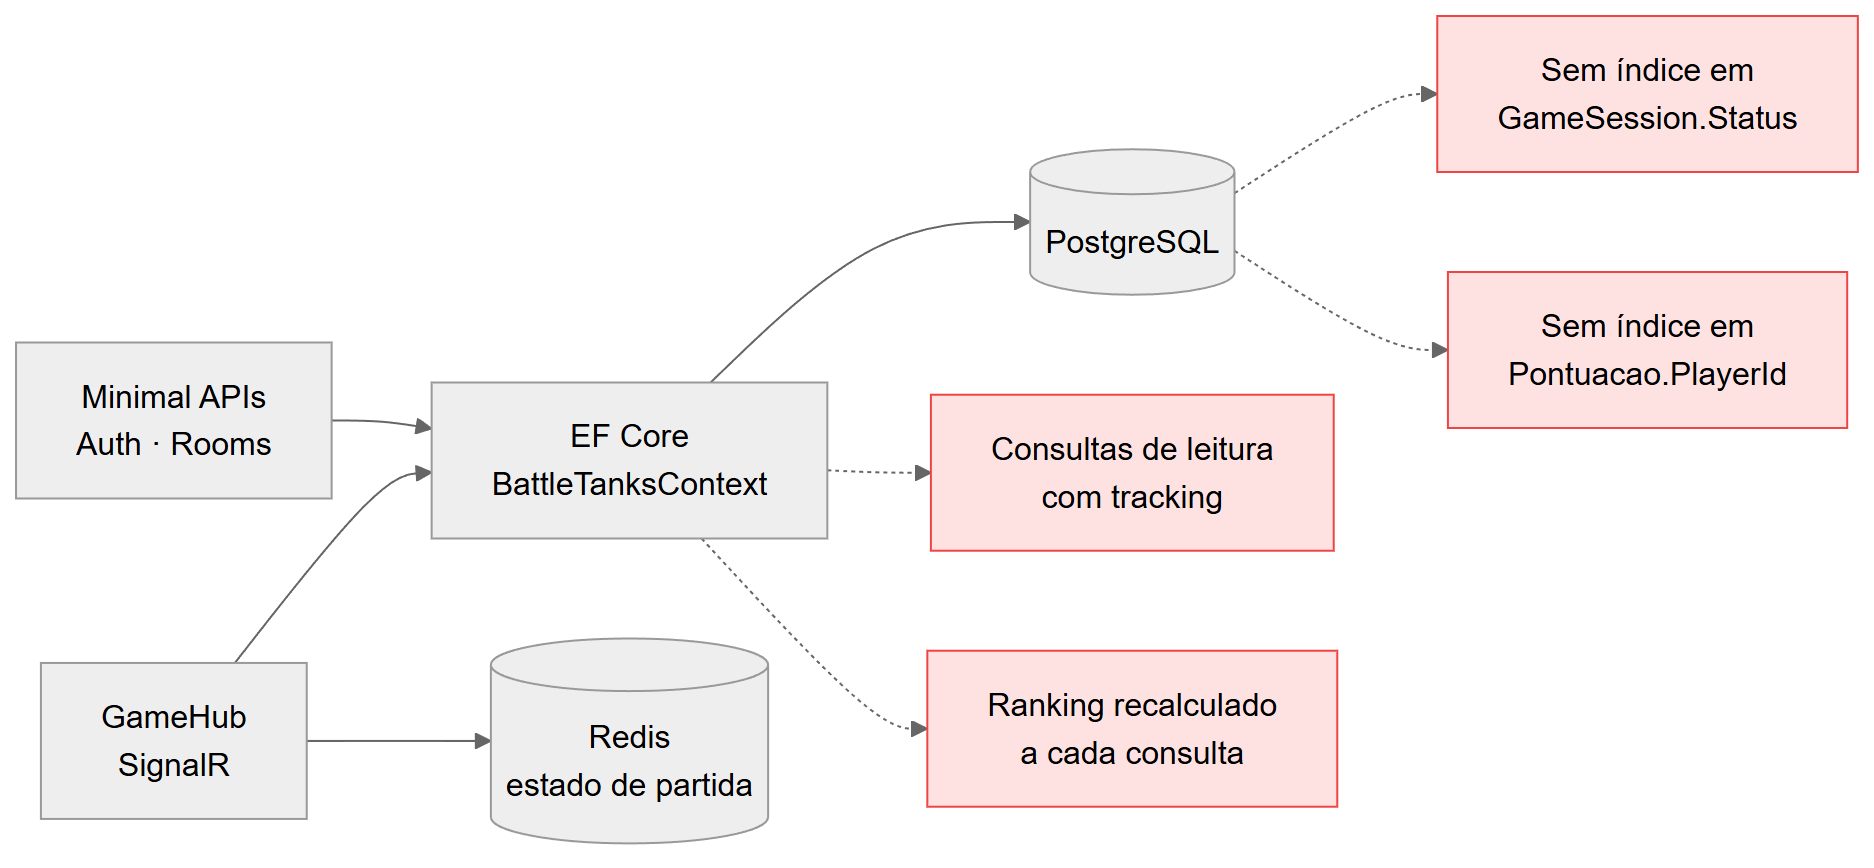 Minimal APIs
Auth · Rooms
GameHub
SignalR
EF Core
BattleTanksContext
Redis
estado de partida
PostgreSQL
Consultas de leitura
com tracking
Ranking recalculado
a cada consulta
Sem índice em
GameSession.Status
Sem índice em
Pontuacao.PlayerId